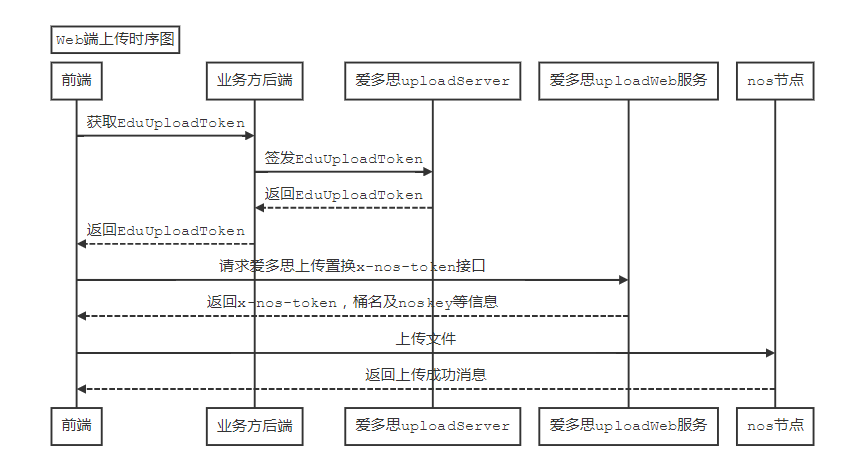 Web端上传时序图
前端 业务方后端 爱多思uploadServer 爱多思uploadWeb服务 nos节点
获取EduUploadToken
签发EduUploadToken
返回EduUploadToken
返回EduUploadToken
请求爱多思上传置换x-nos-token接口
返回x-nos-token，桶名及noskey等信息
上传文件
返回上传成功消息
前端 业务方后端 爱多思uploadServer 爱多思uploadWeb服务 nos节点